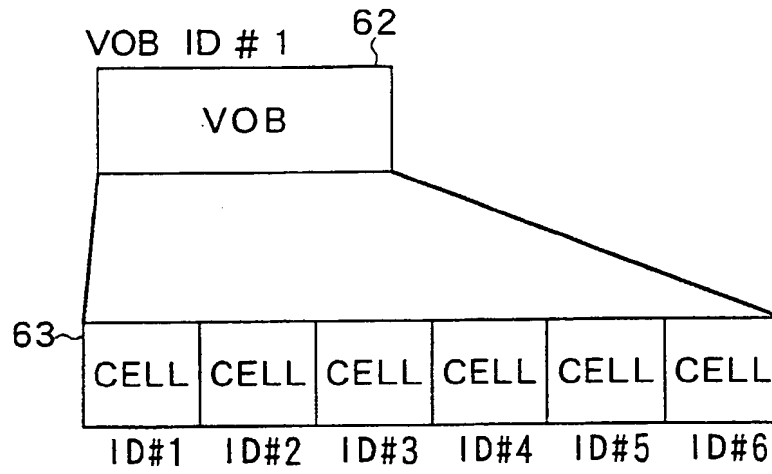 62
VOB ID # 1
VOB
63
CELL CELL CELL CELL CELL CELL
ID#1 ID#2 ID#3 ID#4 ID#5 ID#6